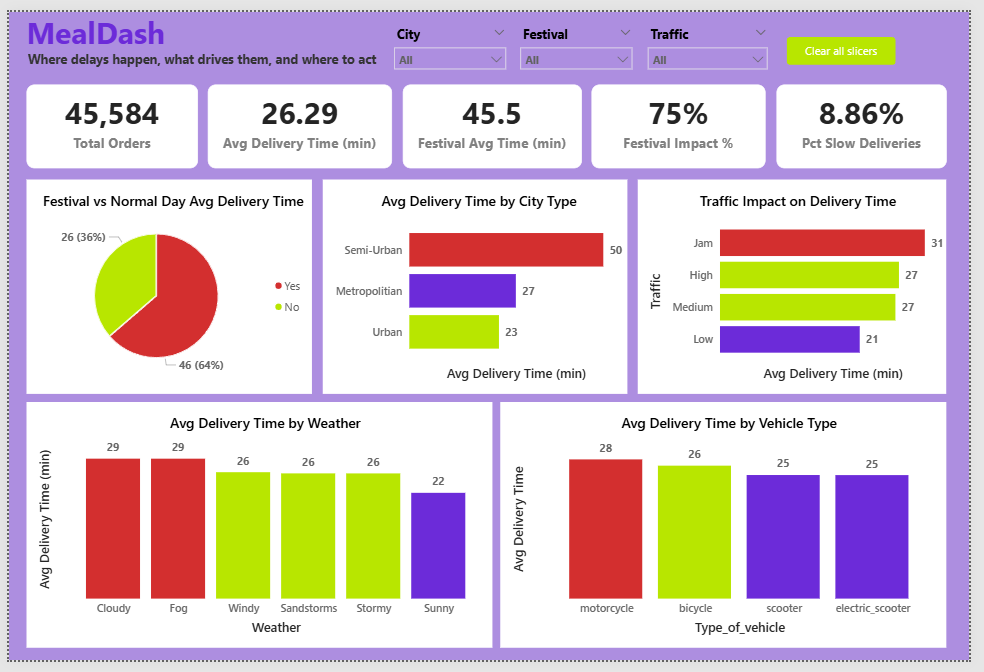 MealDash
Where delays happen, what drives them, and where to act
City
All
Festival
All
Traffic
All
Clear all slicers
45,584
Total Orders
26.29
Avg Delivery Time (min)
45.5
Festival Avg Time (min)
75%
Festival Impact %
8.86%
Pct Slow Deliveries
Festival vs Normal Day Avg Delivery Time
26 (36%)
46 (64%)
Yes
No
Avg Delivery Time by City Type
Semi-Urban 50
Metropolitian 27
Urban 23
Avg Delivery Time (min)
Traffic Impact on Delivery Time
Traffic
Jam 31
High 27
Medium 27
Low 21
Avg Delivery Time (min)
Avg Delivery Time by Weather
Avg Delivery Time (min)
29 29 26 26 26 22
Cloudy Fog Windy Sandstorms Stormy Sunny
Weather
Avg Delivery Time by Vehicle Type
Avg Delivery Time
28 26 25 25
motorcycle bicycle scooter electric_scooter
Type_of_vehicle